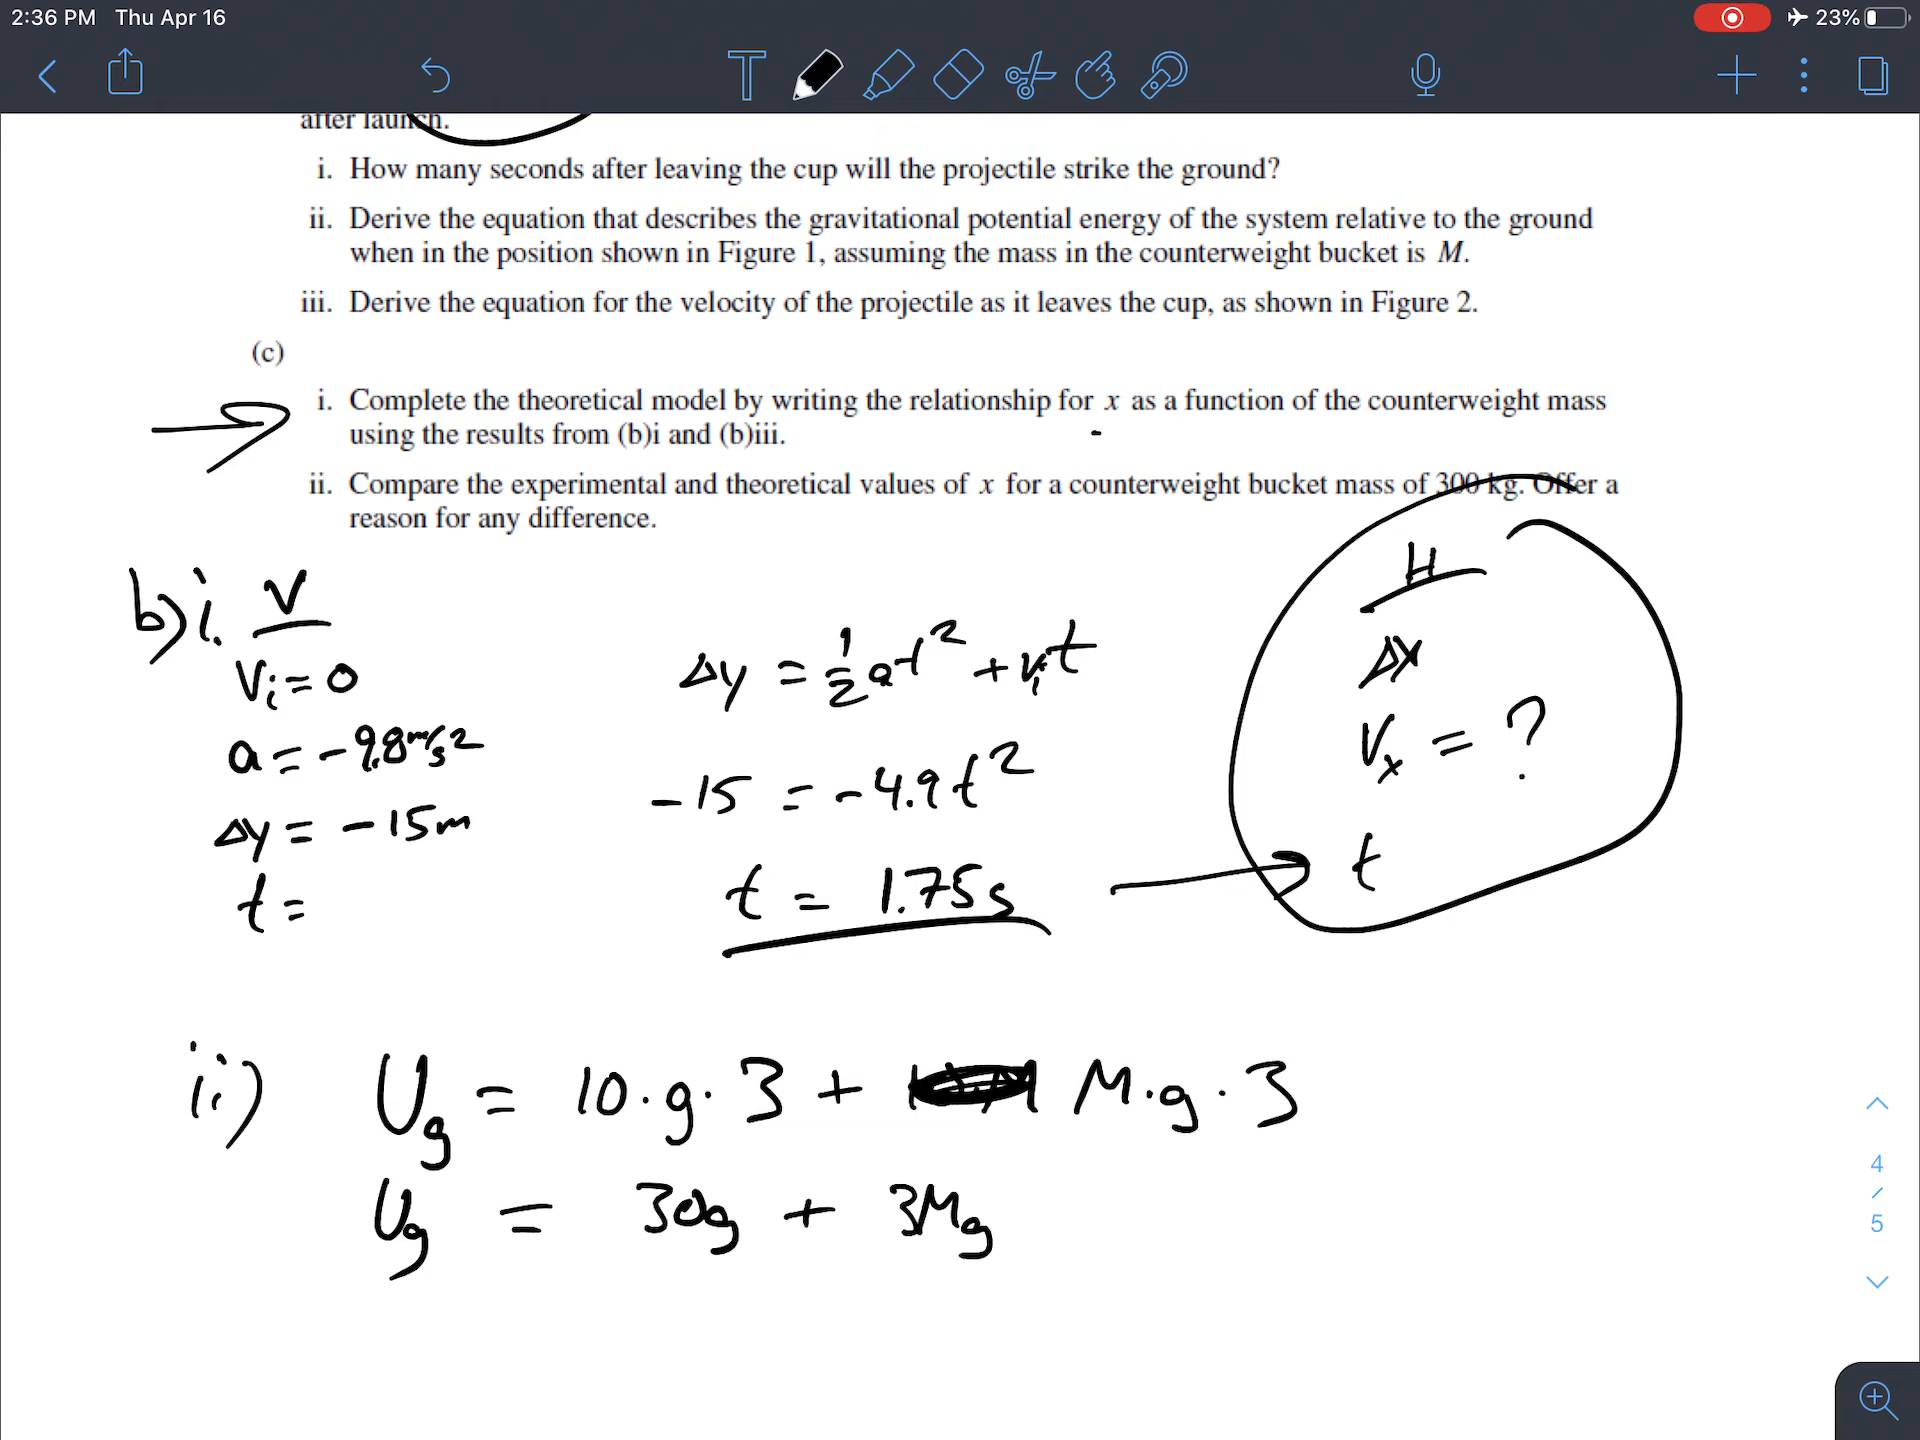 2:36 PM Thu Apr 16
23%
T
after launch.
i. How many seconds after leaving the cup will the projectile strike the ground?
ii. Derive the equation that describes the gravitational potential energy of the system relative to the ground
when in the position shown in Figure 1, assuming the mass in the counterweight bucket is M.
iii. Derive the equation for the velocity of the projectile as it leaves the cup, as shown in Figure 2.
(c)
i. Complete the theoretical model by writing the relationship for x as a function of the counterweight mass
using the results from (b)i and (b)iii.
ii. Compare the experimental and theoretical values of x for a counterweight bucket mass of 300 kg. Offer a
reason for any difference.
b)i. V
Vi = 0
a = -9.8 m/s2
Δy = -15m
t =
Δy = 1/2 at² + vit
-15 = -4.9t²
t = 1.75s
H
Δx
Vx = ?
t
ii) Ug = 10·g·3 + M·g·3
Ug = 30g + 3Mg
4
/
5